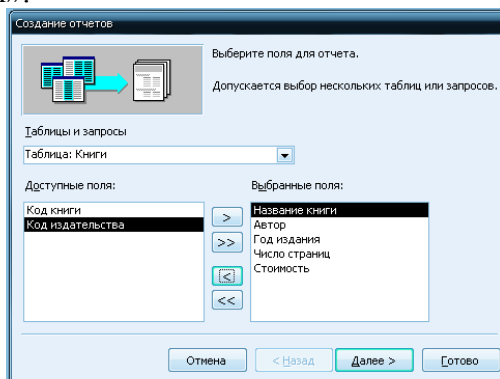 Создание отчетов
Выберите поля для отчета.
Допускается выбор нескольких таблиц или запросов.
Таблицы и запросы
Таблица: Книги
Доступные поля:
Выбранные поля:
Код книги
Код издательства
>
>>
<
<<
Название книги
Автор
Год издания
Число страниц
Стоимость
Отмена
< Назад
Далее >
Готово